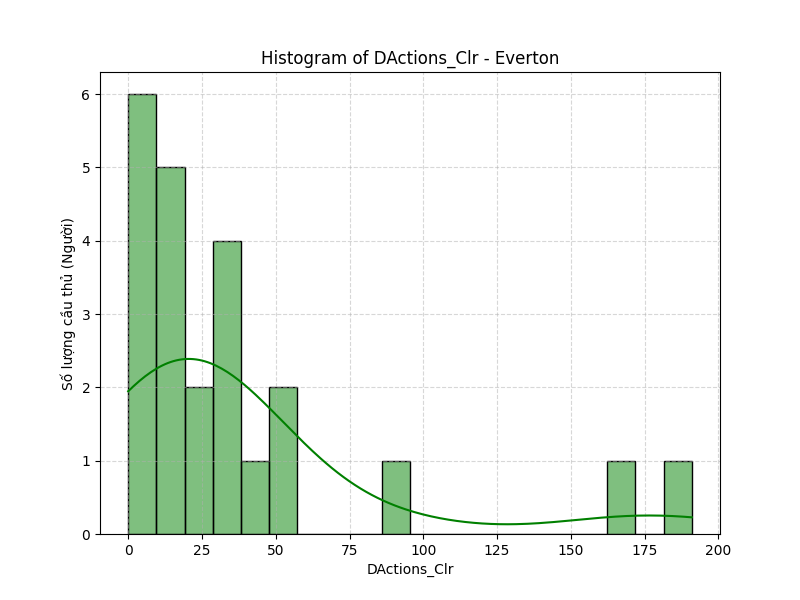 Histogram of DActions_Clr - Everton
Số lượng cầu thủ (Người)
6
5
4
3
2
1
0
0 25 50 75 100 125 150 175 200
DActions_Clr